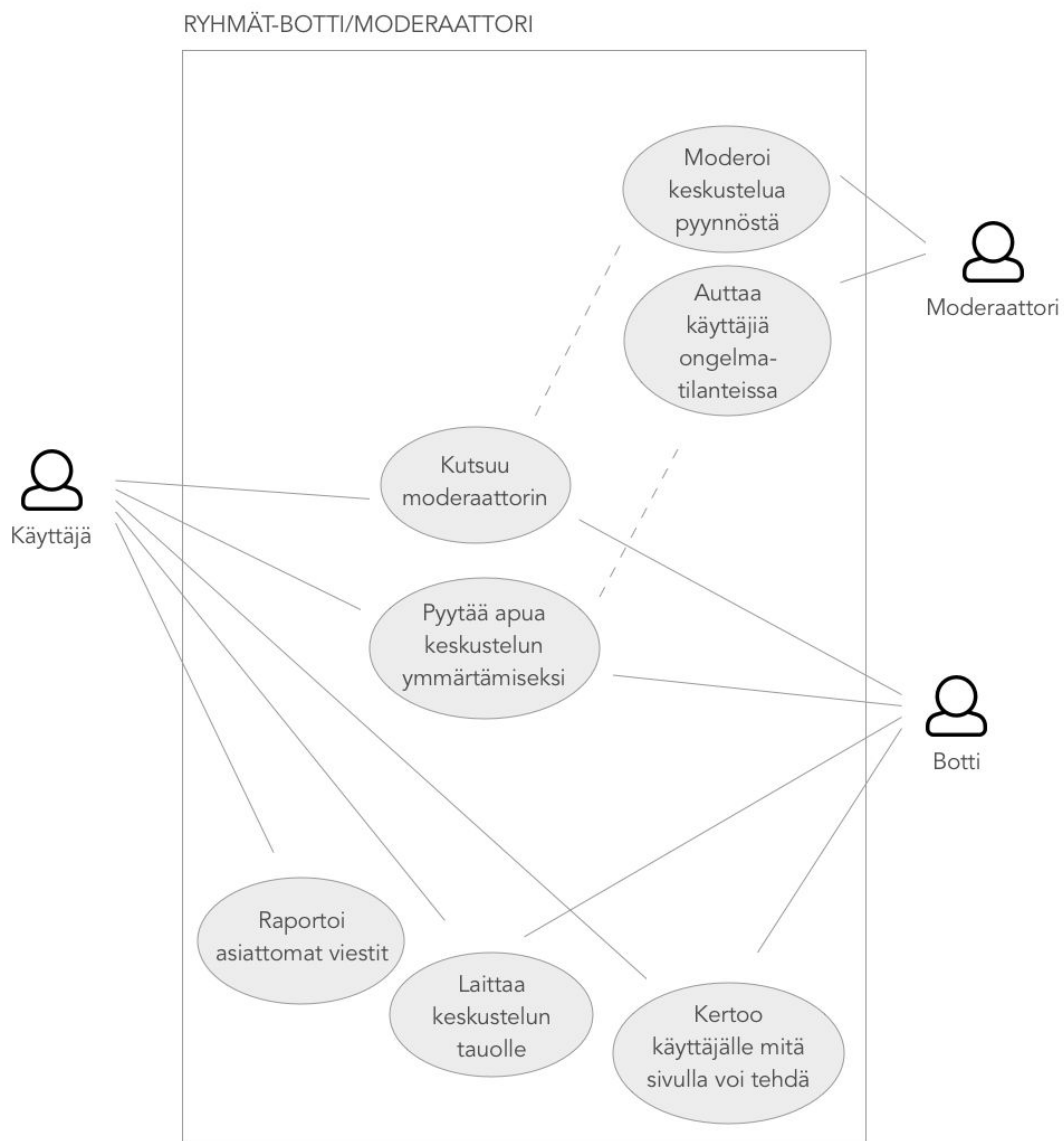 RYHMÄT-BOTTI/MODERAATTORI
Moderoi
keskustelua
pyynnöstä
Auttaa
käyttäjiä
ongelma-
tilanteissa
Moderaattori
Kutsuu
moderaattorin
Käyttäjä
Pyytää apua
keskustelun
ymmärtämiseksi
Botti
Raportoi
asiattomat viestit
Laittaa
keskustelun
tauolle
Kertoo
käyttäjälle mitä
sivulla voi tehdä